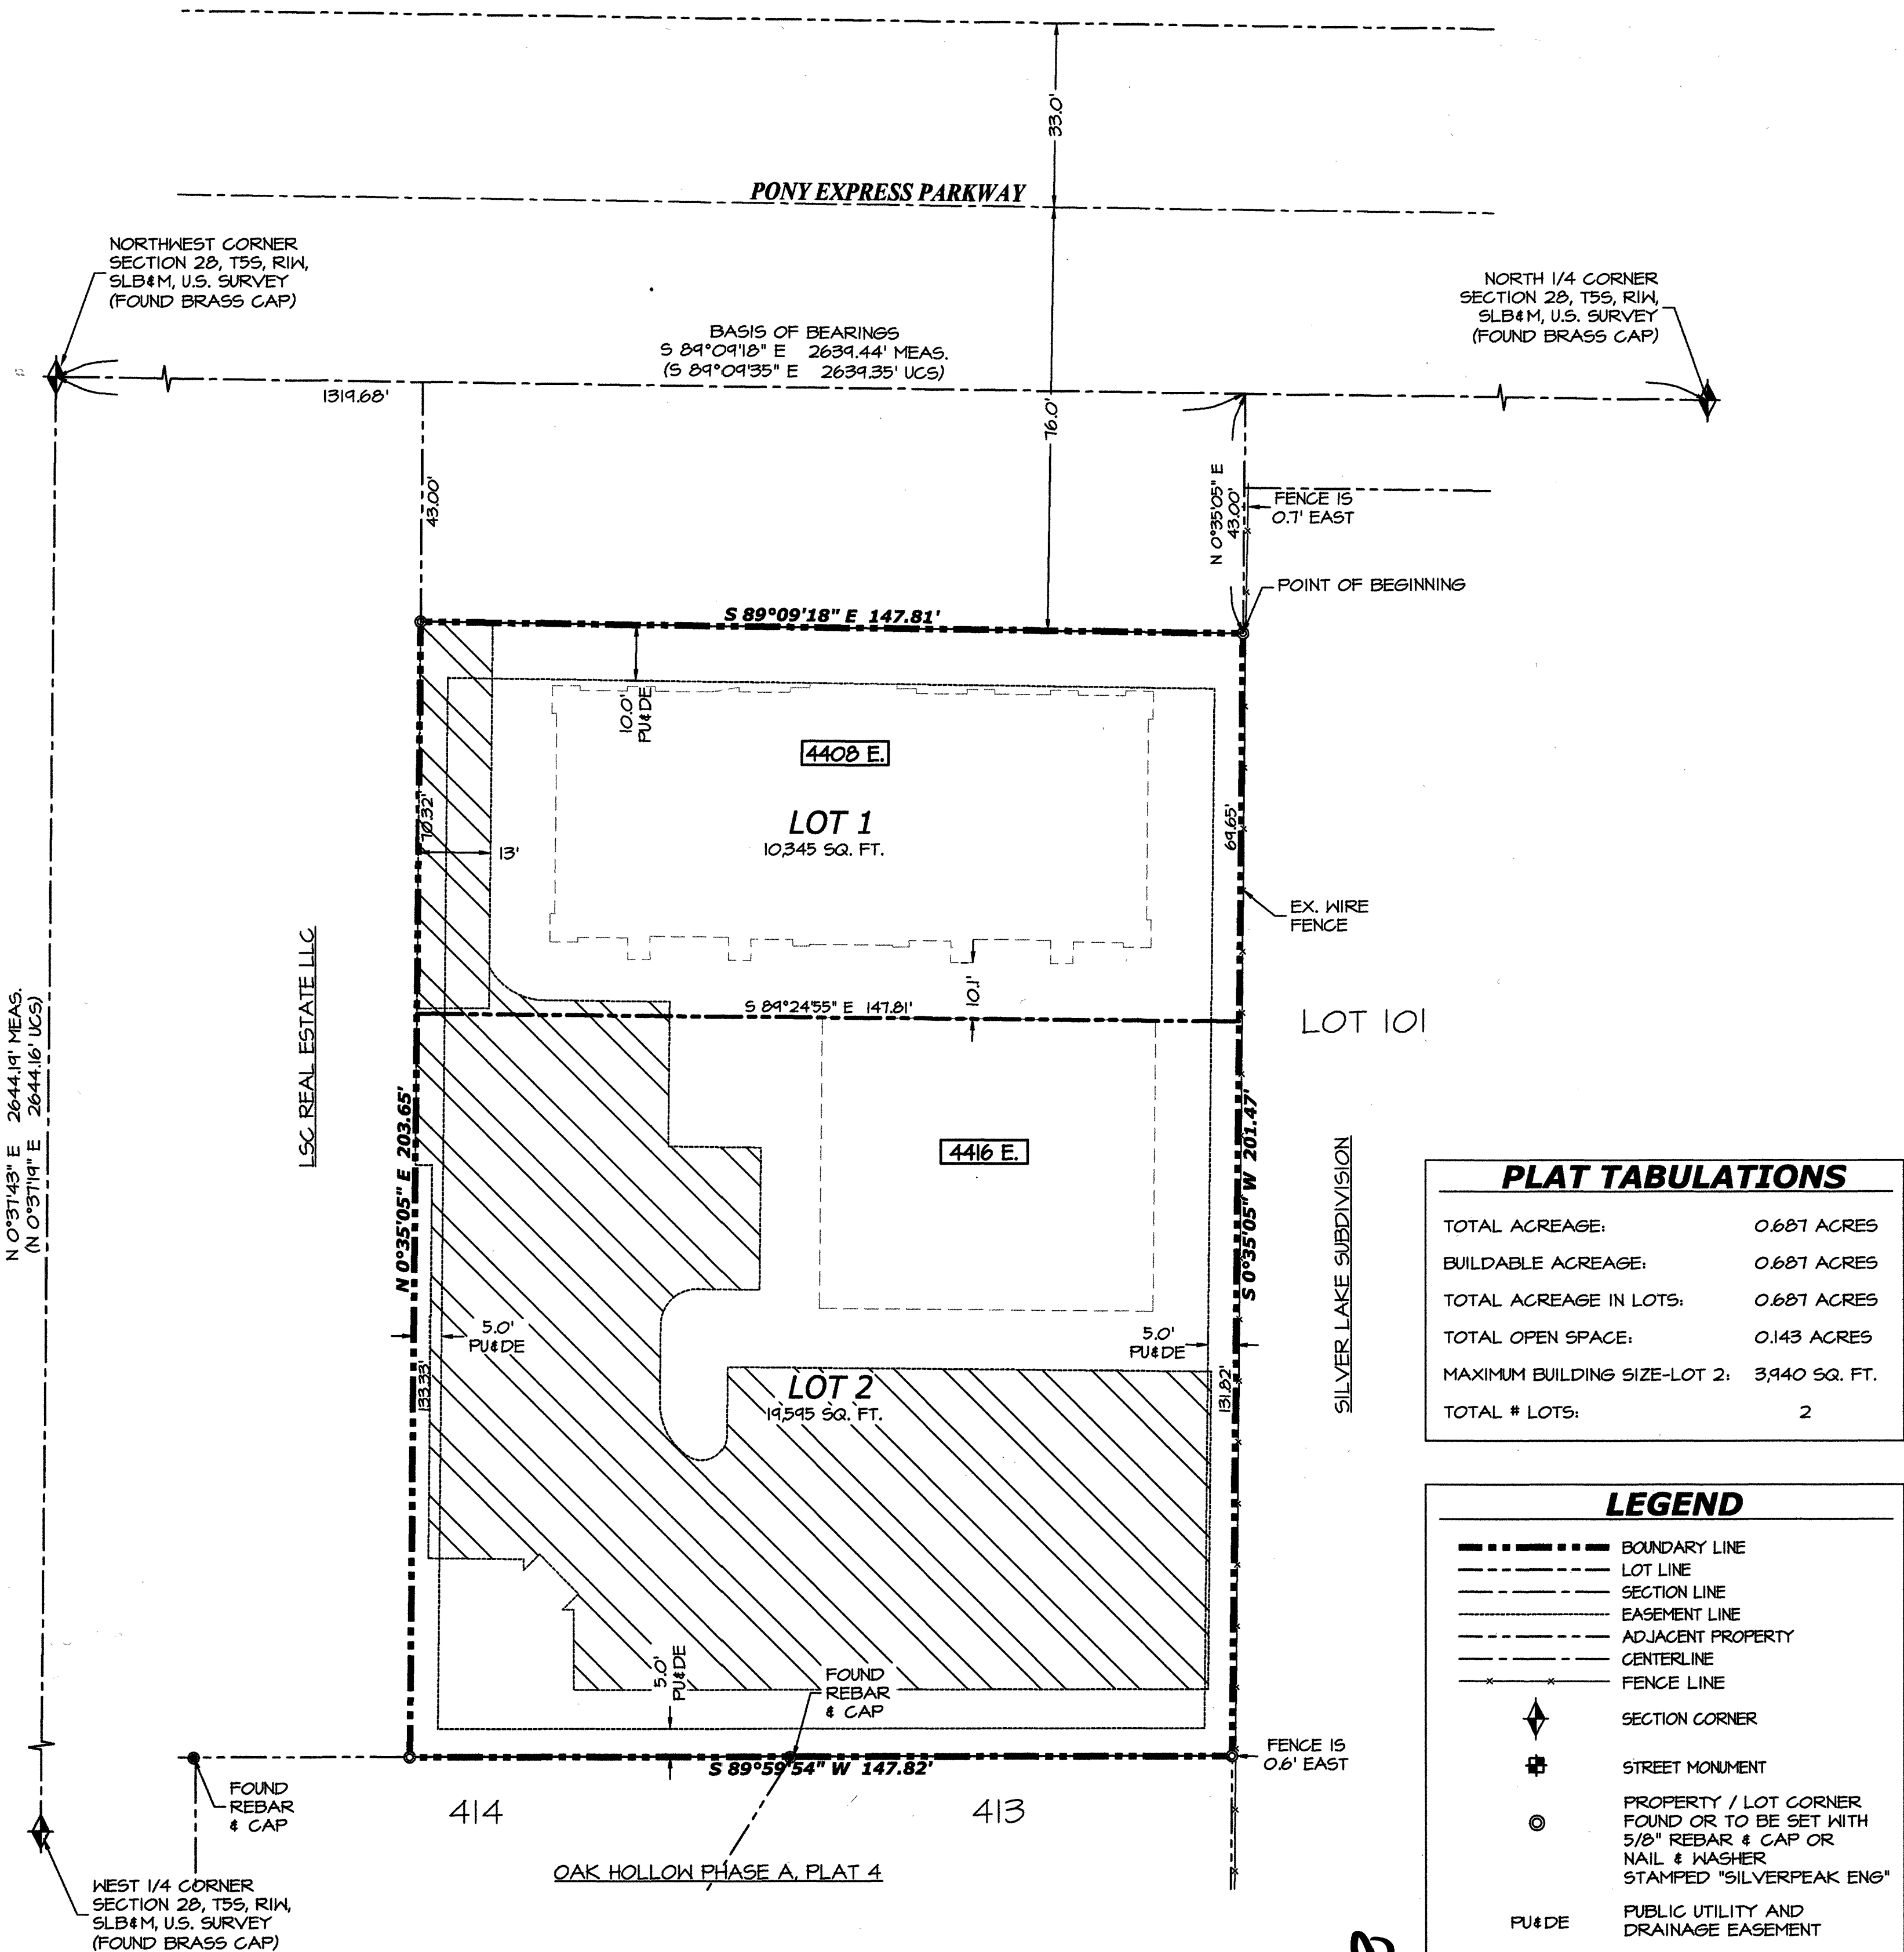 33.0'
PONY EXPRESS PARKWAY
NORTHWEST CORNER
SECTION 28, T5S, R1W,
SLB&M, U.S. SURVEY
(FOUND BRASS CAP)
NORTH 1/4 CORNER
SECTION 28, T5S, R1W,
SLB&M, U.S. SURVEY
(FOUND BRASS CAP)
BASIS OF BEARINGS
S 89°09'18" E 2639.44' MEAS.
(S 89°09'35" E 2639.35' UCS)
1319.68'
76.0'
43.00'
N 0°35'05" E
43.00'
FENCE IS
0.7' EAST
POINT OF BEGINNING
S 89°09'18" E 147.81'
10.0'
PU&DE
4408 E.
LOT 1
10,345 SQ. FT.
70.32'
13'
69.65'
EX. WIRE
FENCE
10.1'
S 89°24'55" E 147.81'
LOT 101
LSC REAL ESTATE LLC
N 0°37'43" E 2644.19' MEAS.
(N 0°37'19" E 2644.16' UCS)
N 0°35'05" E 203.65'
4416 E.
S 0°35'05" W 201.47'
SILVER LAKE SUBDIVISION
5.0'
PU&DE
5.0'
PU&DE
133.33'
LOT 2
19,595 SQ. FT.
131.82'
5.0'
PU&DE
FOUND
REBAR
& CAP
FENCE IS
0.6' EAST
S 89°59'54" W 147.82'
FOUND
REBAR
& CAP
414
413
OAK HOLLOW PHASE A, PLAT 4
WEST 1/4 CORNER
SECTION 28, T5S, R1W,
SLB&M, U.S. SURVEY
(FOUND BRASS CAP)
PLAT TABULATIONS
TOTAL ACREAGE: 0.687 ACRES
BUILDABLE ACREAGE: 0.687 ACRES
TOTAL ACREAGE IN LOTS: 0.687 ACRES
TOTAL OPEN SPACE: 0.143 ACRES
MAXIMUM BUILDING SIZE-LOT 2: 3,940 SQ. FT.
TOTAL # LOTS: 2
LEGEND
BOUNDARY LINE
LOT LINE
SECTION LINE
EASEMENT LINE
ADJACENT PROPERTY
CENTERLINE
FENCE LINE
SECTION CORNER
STREET MONUMENT
PROPERTY / LOT CORNER
FOUND OR TO BE SET WITH
5/8" REBAR & CAP OR
NAIL & WASHER
STAMPED "SILVERPEAK ENG"
PU&DE PUBLIC UTILITY AND
DRAINAGE EASEMENT